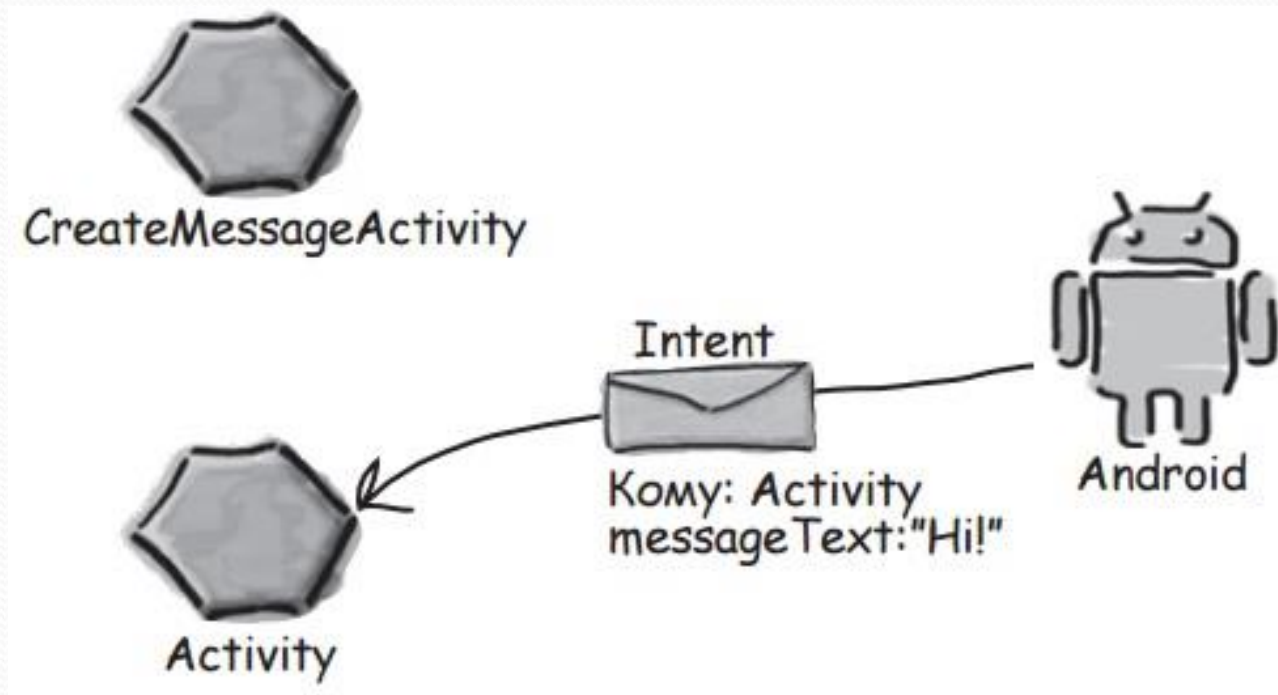 CreateMessageActivity
Intent
Кому: Activity
messageText:"Hi!"
Android
Activity